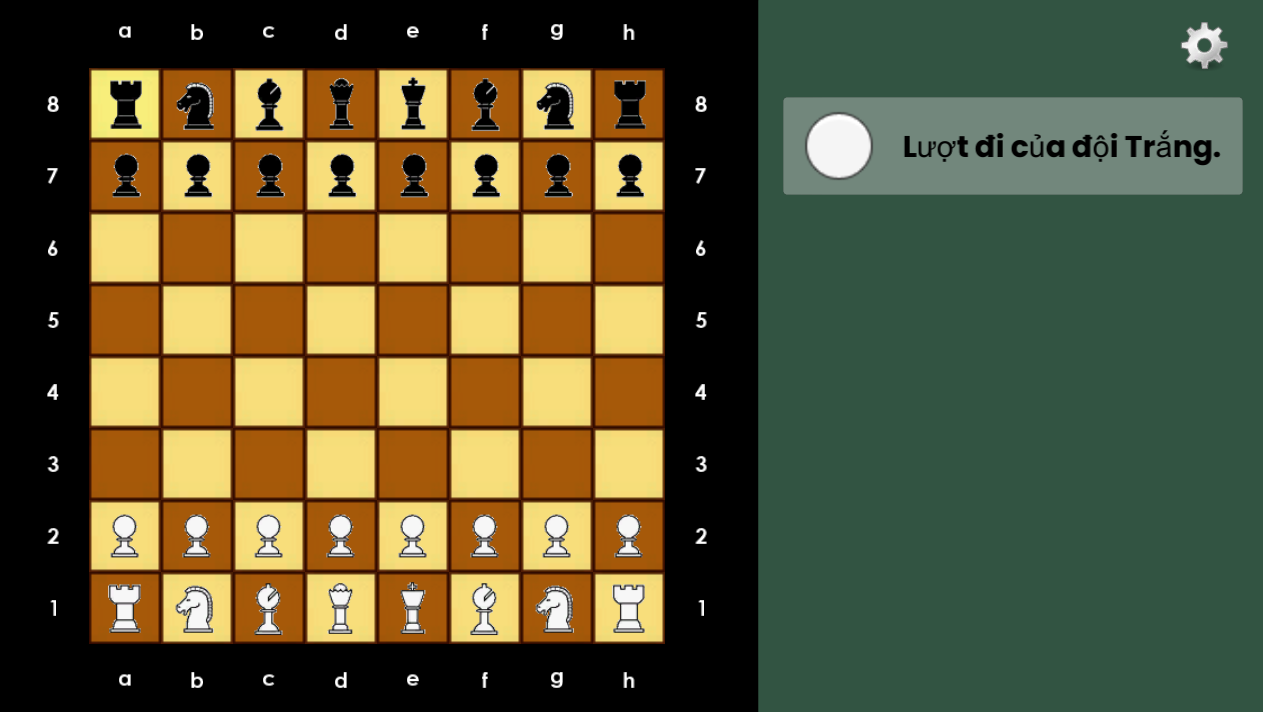 a b c d e f g h
Lượt đi của đội Trắng.
8 8
7 7
6 6
5 5
4 4
3 3
2 2
1 1
a b c d e f g h